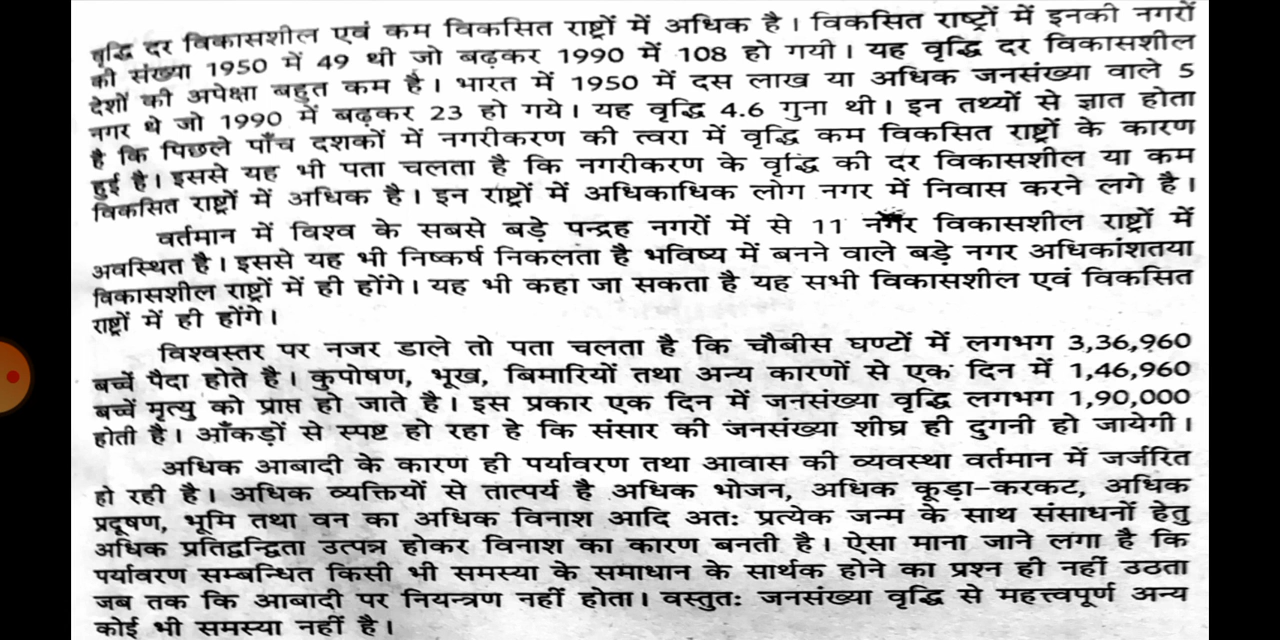 वृद्धि दर विकासशील एवं कम विकसित राष्ट्रों में अधिक है। विकसित राष्ट्रों में इनकी नगरों
की संख्या 1950 में 49 थी जो बढ़कर 1990 में 108 हो गयी। यह वृद्धि दर विकासशील
देशों की अपेक्षा बहुत कम है। भारत में 1950 में दस लाख या अधिक जनसंख्या वाले 5
नगर थे जो 1990 में बढ़कर 23 हो गये। यह वृद्धि 4.6 गुना थी। इन तथ्यों से ज्ञात होता
है कि पिछले पाँच दशकों में नगरीकरण की त्वरा में वृद्धि कम विकसित राष्ट्रों के कारण
हुई है। इससे यह भी पता चलता है कि नगरीकरण के वृद्धि की दर विकासशील या कम
विकसित राष्ट्रों में अधिक है। इन राष्ट्रों में अधिकाधिक लोग नगर में निवास करने लगे है।
वर्तमान में विश्व के सबसे बड़े पन्द्रह नगरों में से 11 नगर विकासशील राष्ट्रों में
अवस्थित है। इससे यह भी निष्कर्ष निकलता है भविष्य में बनने वाले बड़े नगर अधिकांशतया
विकासशील राष्ट्रों में ही होंगे। यह भी कहा जा सकता है यह सभी विकासशील एवं विकसित
राष्ट्रों में ही होंगे।
विश्वस्तर पर नजर डाले तो पता चलता है कि चौबीस घण्टों में लगभग 3,36,960
बच्चें पैदा होते है। कुपोषण, भूख, बिमारियों तथा अन्य कारणों से एक दिन में 1,46,960
बच्चें मृत्यु को प्राप्त हो जाते है। इस प्रकार एक दिन में जनसंख्या वृद्धि लगभग 1,90,000
होती है। आँकड़ों से स्पष्ट हो रहा हे कि संसार की जनसंख्या शीघ्र ही दुगनी हो जायेगी।
अधिक आबादी के कारण ही पर्यावरण तथा आवास की व्यवस्था वर्तमान में जर्जरित
हो रही है। अधिक व्यक्तियों से तात्पर्य है अधिक भोजन, अधिक कूड़ा-करकट, अधिक
प्रदूषण, भूमि तथा वन का अधिक विनाश आदि अतः प्रत्येक जन्म के साथ संसाधनों हेतु
अधिक प्रतिद्वन्द्विता उत्पन्न होकर विनाश का कारण बनती है। ऐसा माना जाने लगा है कि
पर्यावरण सम्बन्धित किसी भी समस्या के समाधान के सार्थक होने का प्रश्न ही नहीं उठता
जब तक कि आबादी पर नियन्त्रण नहीं होता। वस्तुतः जनसंख्या वृद्धि से महत्त्वपूर्ण अन्य
कोई भी समस्या नहीं है।